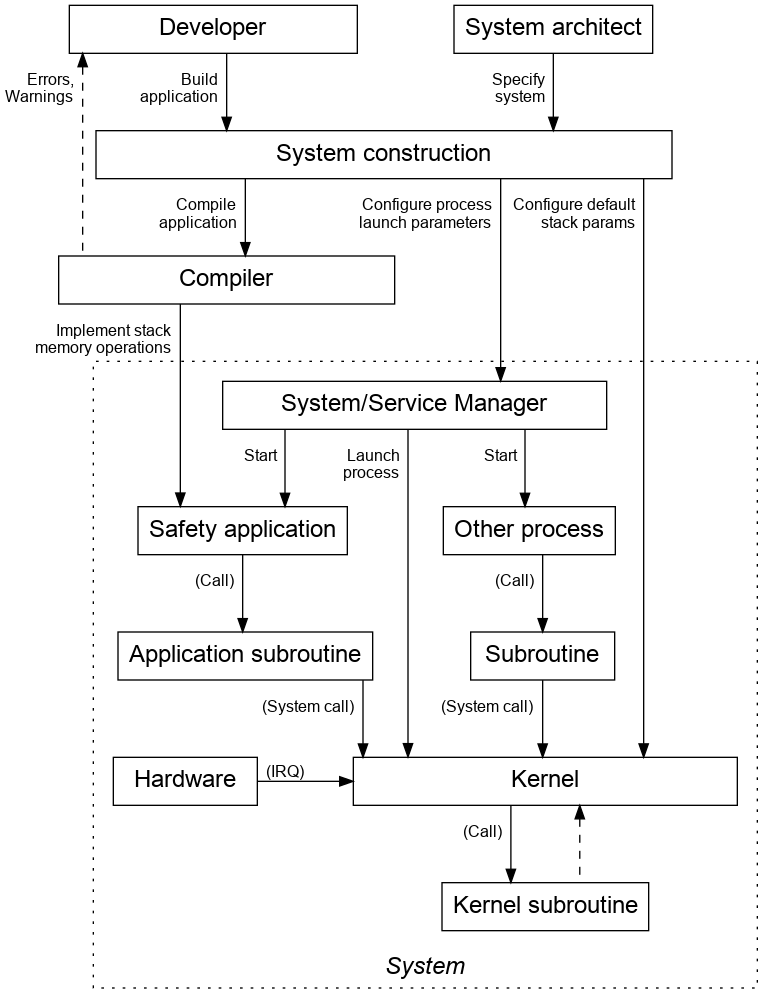 Developer
System architect
Errors,
Warnings
Build
application
Specify
system
System construction
Compile
application
Configure process
launch parameters
Configure default
stack params
Compiler
Implement stack
memory operations
System/Service Manager
Start
Launch
process
Start
Safety application
Other process
(Call)
(Call)
Application subroutine
Subroutine
(System call)
(System call)
Hardware
(IRQ)
Kernel
(Call)
Kernel subroutine
System